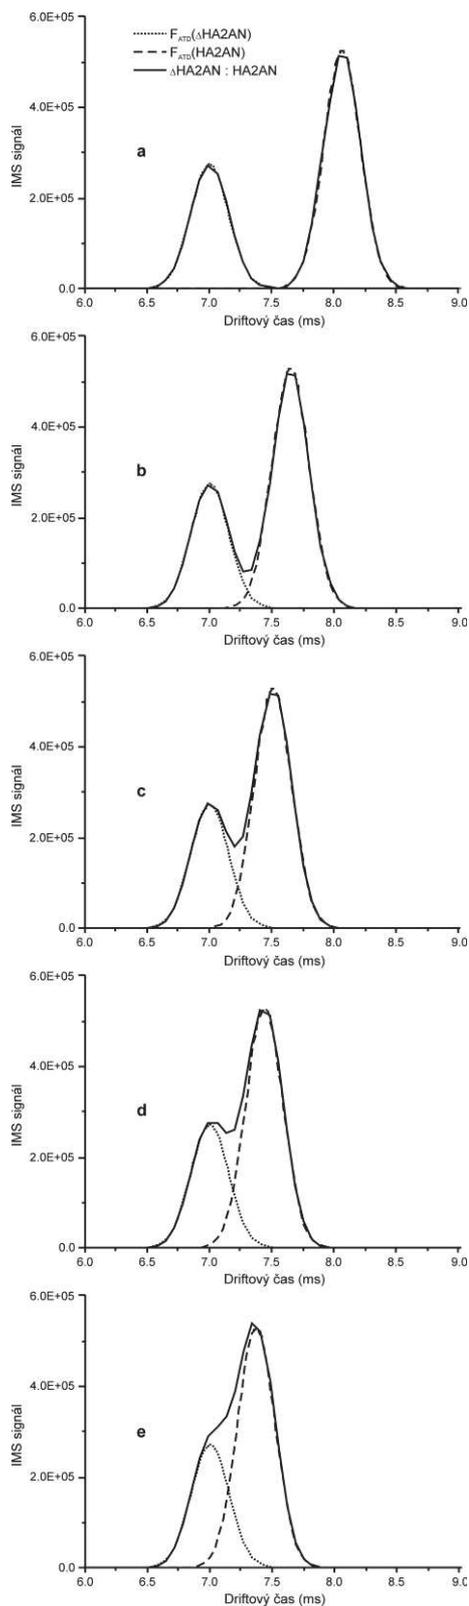 6.0E+05
F_ATD(ΔHA2AN)
F_ATD(HA2AN)
ΔHA2AN : HA2AN
4.0E+05
IMS signál
a
2.0E+05
0.0
6.0 6.5 7.0 7.5 8.0 8.5 9.0
Driftový čas (ms)
6.0E+05
4.0E+05
IMS signál
b
2.0E+05
0.0
6.0 6.5 7.0 7.5 8.0 8.5 9.0
Driftový čas (ms)
6.0E+05
4.0E+05
IMS signál
c
2.0E+05
0.0
6.0 6.5 7.0 7.5 8.0 8.5 9.0
Driftový čas (ms)
6.0E+05
4.0E+05
IMS signál
d
2.0E+05
0.0
6.0 6.5 7.0 7.5 8.0 8.5 9.0
Driftový čas (ms)
6.0E+05
4.0E+05
IMS signál
e
2.0E+05
0.0
6.0 6.5 7.0 7.5 8.0 8.5 9.0
Driftový čas (ms)